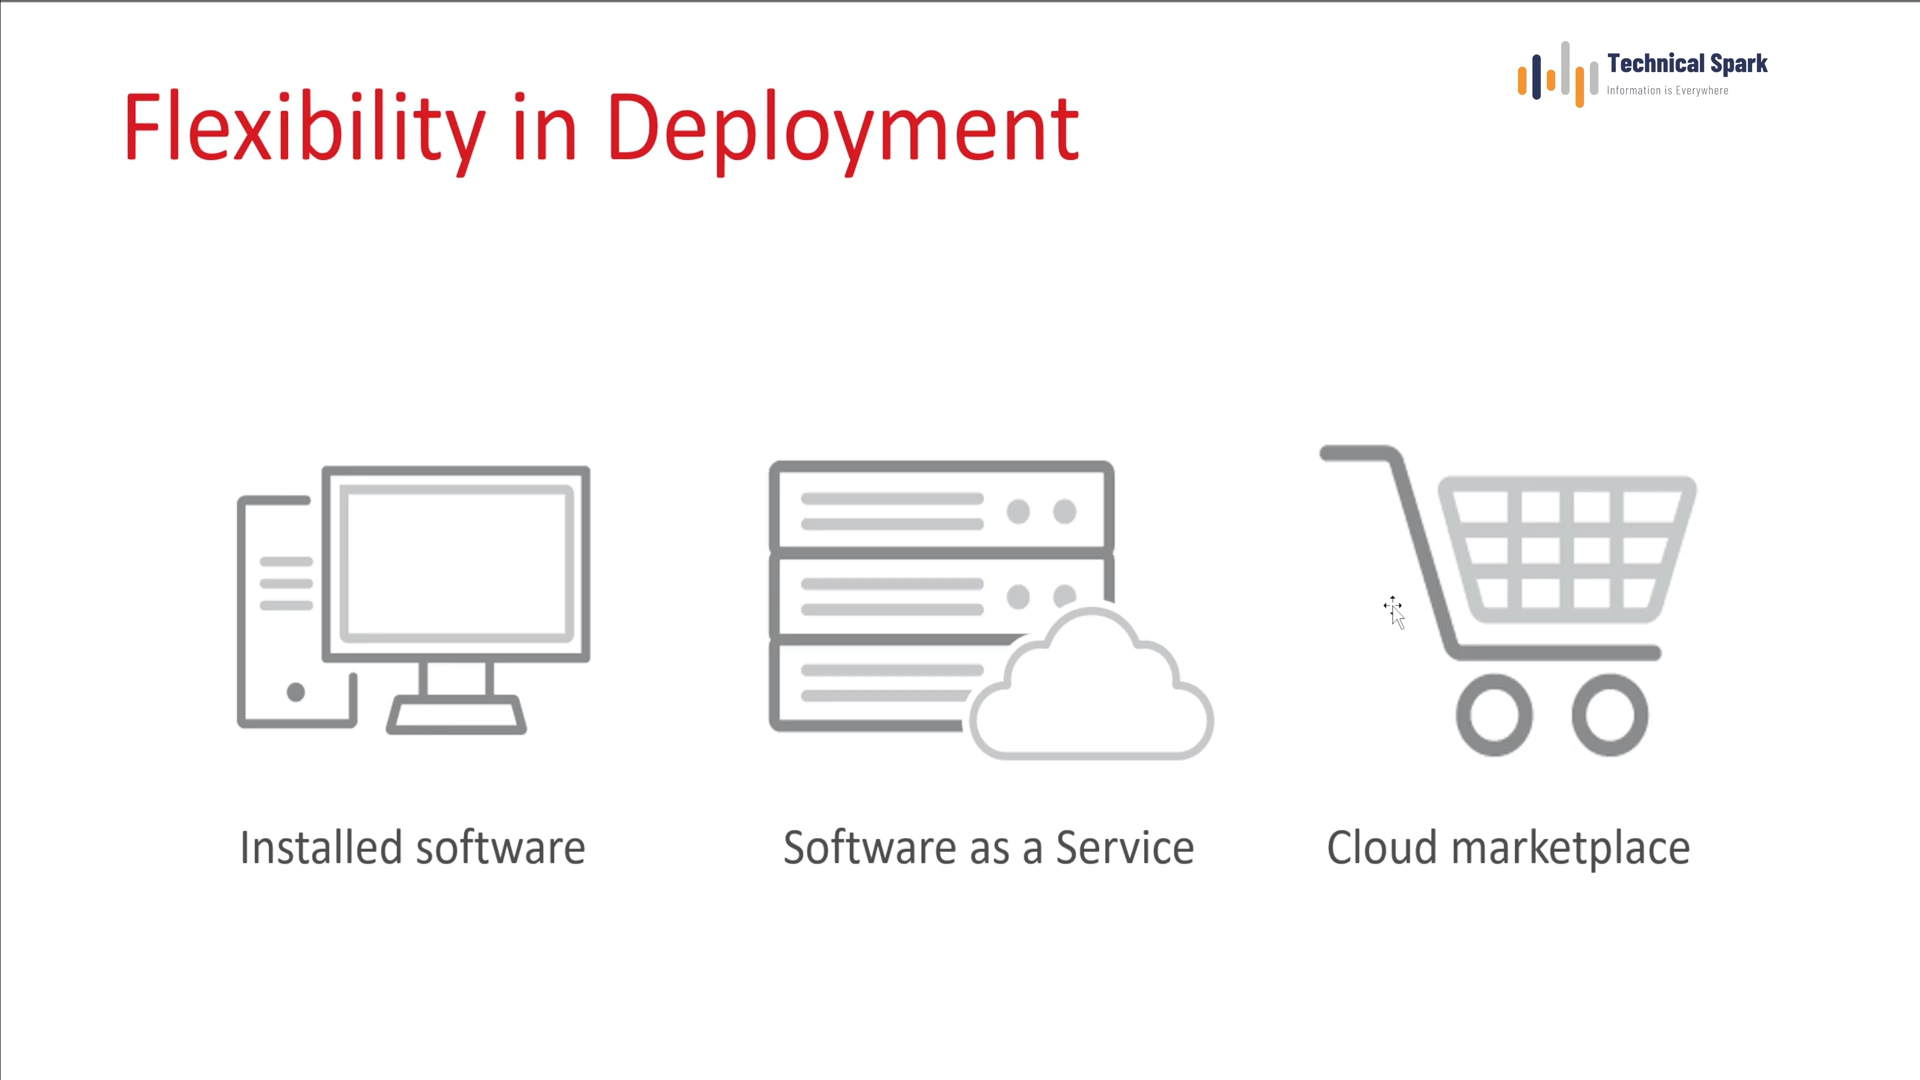 Technical Spark
Information is Everywhere
Flexibility in Deployment
Installed software
Software as a Service
Cloud marketplace